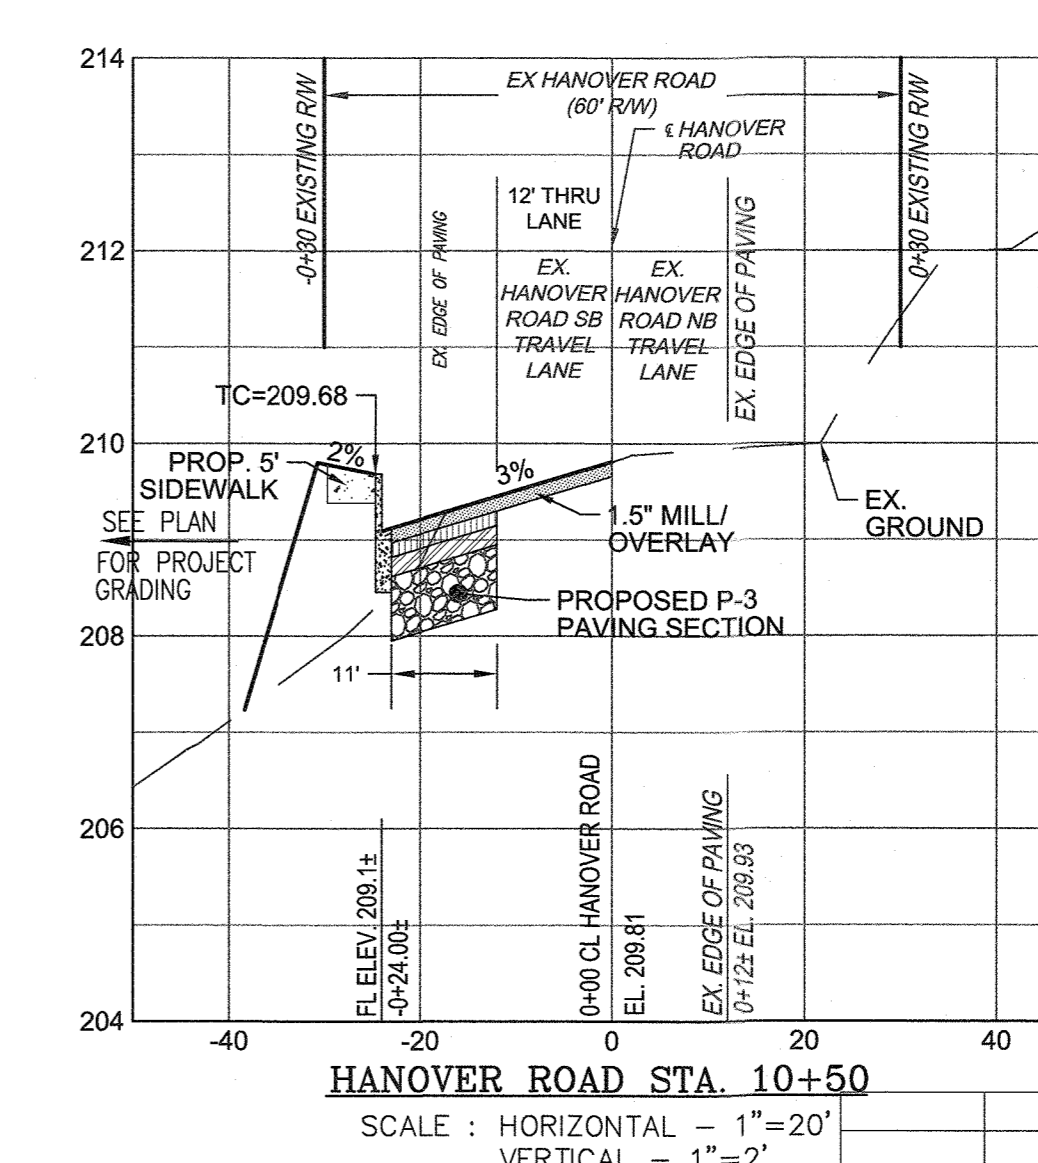 214
212
210
208
206
204
-40
-20
0
20
40
-0+30 EXISTING R/W
EX HANOVER ROAD
(60' R/W)
℄ HANOVER
ROAD
0+30 EXISTING R/W
EX. EDGE OF PAVING
12' THRU
LANE
EX.
HANOVER
ROAD SB
TRAVEL
LANE
EX.
HANOVER
ROAD NB
TRAVEL
LANE
EX. EDGE OF PAVING
TC=209.68
PROP. 5'
SIDEWALK
2%
3%
SEE PLAN
FOR PROJECT
GRADING
1.5" MILL/
OVERLAY
EX.
GROUND
PROPOSED P-3
PAVING SECTION
11'
FL ELEV. 209.1±
-0+24.00±
0+00 CL HANOVER ROAD
EL. 209.81
EX. EDGE OF PAVING
0+12± EL. 209.93
HANOVER ROAD STA. 10+50
SCALE : HORIZONTAL – 1"=20'
VERTICAL – 1"=2'